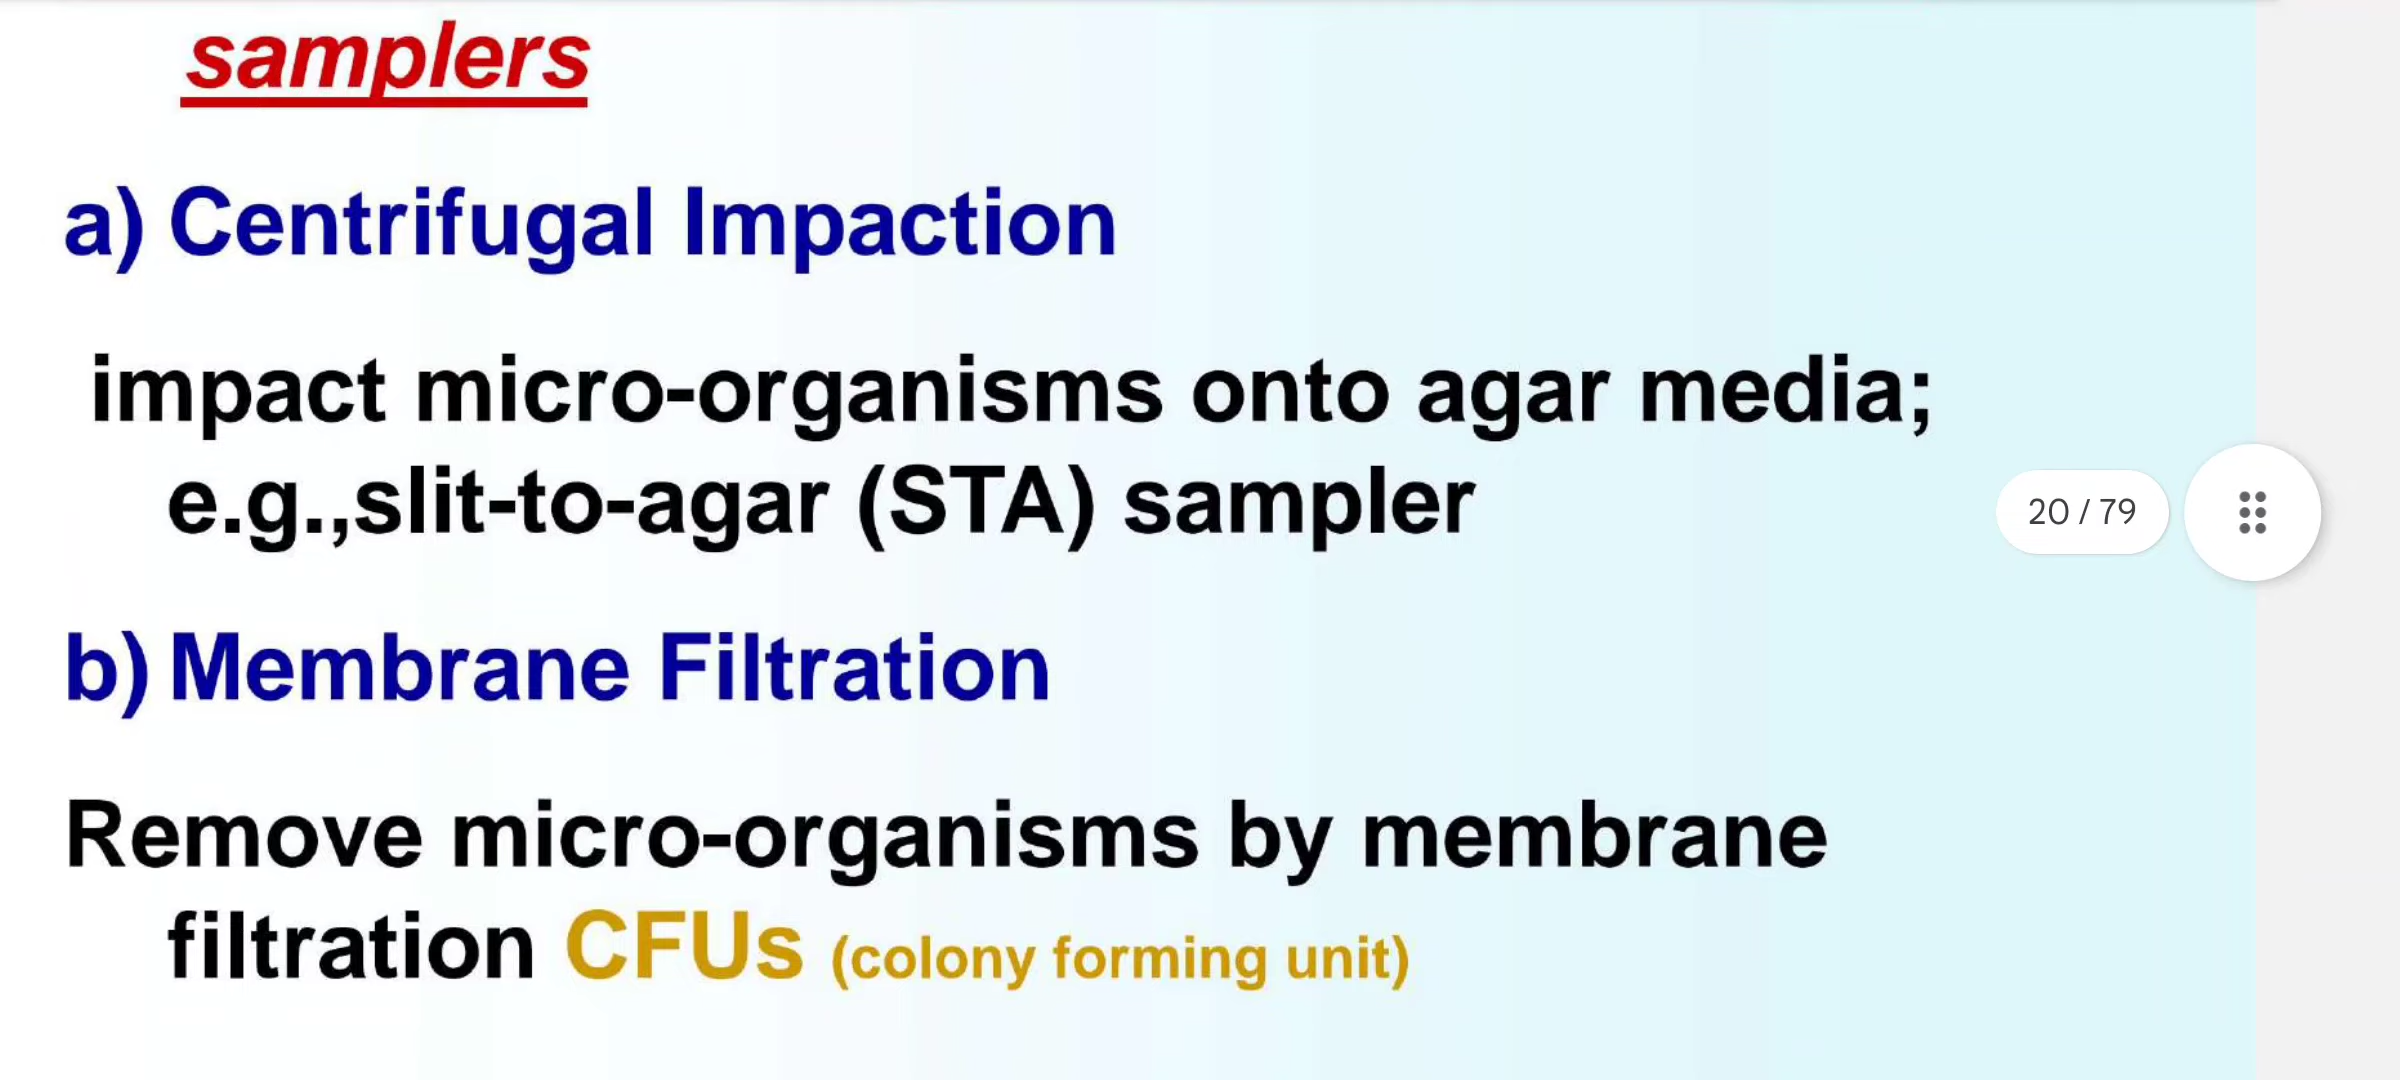 samplers
a) Centrifugal Impaction
impact micro-organisms onto agar media;
e.g.,slit-to-agar (STA) sampler
20 / 79
b) Membrane Filtration
Remove micro-organisms by membrane
filtration CFUs (colony forming unit)